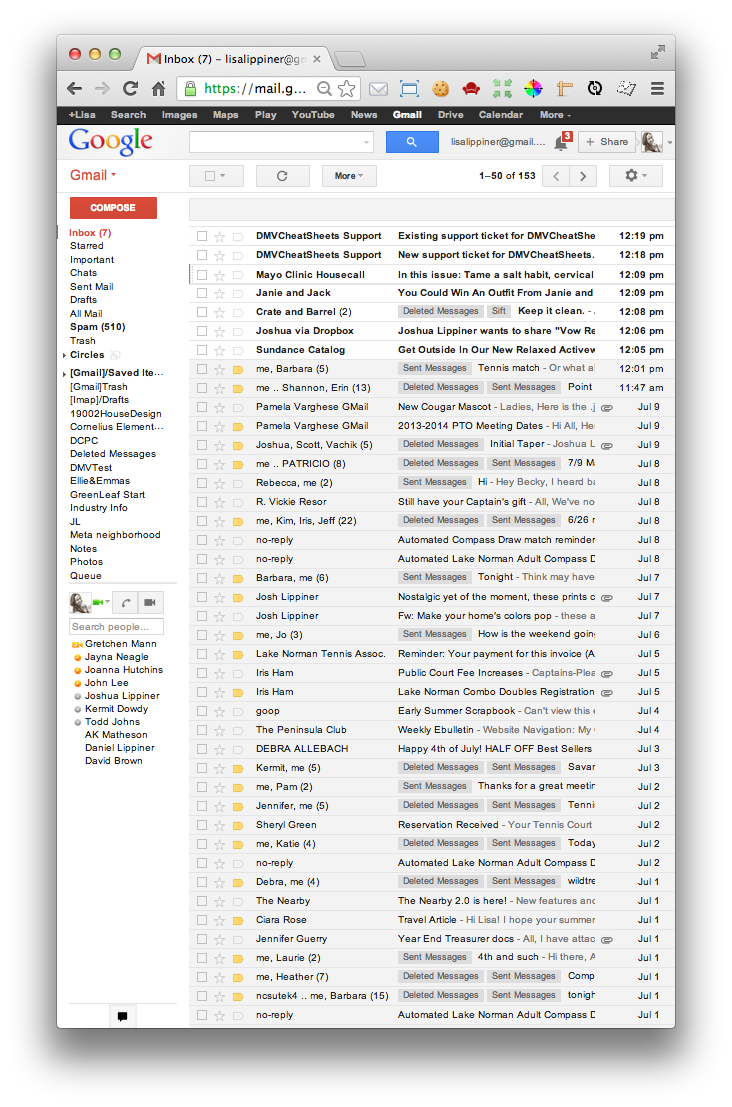 Inbox (7) – lisalippiner@gn
https://mail.g...
+Lisa Search Images Maps Play YouTube News Gmail Drive Calendar More
Google lisalippiner@gmail.... 3 + Share
Gmail More 1–50 of 153
COMPOSE
Inbox (7)
Starred
Important
Chats
Sent Mail
Drafts
All Mail
Spam (510)
Trash
Circles
[Gmail]/Saved Ite...
[Gmail]Trash
[Imap]/Drafts
19002HouseDesign
Cornelius Element...
DCPC
Deleted Messages
DMVTest
Ellie&Emmas
GreenLeaf Start
Industry Info
JL
Meta neighborhood
Notes
Photos
Queue
Search people...
Gretchen Mann
Jayna Neagle
Joanna Hutchins
John Lee
Joshua Lippiner
Kermit Dowdy
Todd Johns
AK Matheson
Daniel Lippiner
David Brown
DMVCheatSheets Support Existing support ticket for DMVCheatShe 12:19 pm
DMVCheatSheets Support New support ticket for DMVCheatSheets. 12:18 pm
Mayo Clinic Housecall In this issue: Tame a salt habit, cervical 12:09 pm
Janie and Jack You Could Win An Outfit From Janie and 12:09 pm
Crate and Barrel (2) Deleted Messages Sift Keep it clean. - 12:08 pm
Joshua via Dropbox Joshua Lippiner wants to share "Vow Re 12:06 pm
Sundance Catalog Get Outside In Our New Relaxed Activew 12:05 pm
me, Barbara (5) Sent Messages Tennis match - Or what al 12:01 pm
me .. Shannon, Erin (13) Deleted Messages Sent Messages Point 11:47 am
Pamela Varghese GMail New Cougar Mascot - Ladies, Here is the .j Jul 9
Pamela Varghese GMail 2013-2014 PTO Meeting Dates - Hi All, Her Jul 9
Joshua, Scott, Vachik (5) Deleted Messages Initial Taper - Joshua L Jul 9
me .. PATRICIO (8) Deleted Messages Sent Messages 7/9 M Jul 8
Rebecca, me (2) Sent Messages Hi - Hey Becky, I heard ba Jul 8
R. Vickie Resor Still have your Captain's gift - All, We've no Jul 8
me, Kim, Iris, Jeff (22) Deleted Messages Sent Messages 6/26 r Jul 8
no-reply Automated Compass Draw match reminder Jul 8
no-reply Automated Lake Norman Adult Compass D Jul 8
Barbara, me (6) Sent Messages Tonight - Think may have Jul 7
Josh Lippiner Nostalgic yet of the moment, these prints c Jul 7
Josh Lippiner Fw: Make your home's colors pop - these a Jul 7
me, Jo (3) Sent Messages How is the weekend going Jul 6
Lake Norman Tennis Assoc. Reminder: Your payment for this invoice (A Jul 5
Iris Ham Public Court Fee Increases - Captains-Plea Jul 5
Iris Ham Lake Norman Combo Doubles Registration Jul 5
goop Early Summer Scrapbook - Can't view this e Jul 4
The Peninsula Club Weekly Ebulletin - Website Navigation: My Jul 4
DEBRA ALLEBACH Happy 4th of July! HALF OFF Best Sellers Jul 3
Kermit, me (5) Deleted Messages Sent Messages Savar Jul 3
me, Pam (2) Sent Messages Thanks for a great meetin Jul 2
Jennifer, me (5) Deleted Messages Sent Messages Tennis Jul 2
Sheryl Green Reservation Received - Your Tennis Court Jul 2
me, Katie (4) Deleted Messages Sent Messages Today Jul 2
no-reply Automated Lake Norman Adult Compass D Jul 2
Debra, me (4) Deleted Messages Sent Messages wildtre Jul 1
The Nearby The Nearby 2.0 is here! - New features and Jul 1
Ciara Rose Travel Article - Hi Lisa! I hope your summer Jul 1
Jennifer Guerry Year End Treasurer docs - All, I have attac Jul 1
me, Laurie (2) Sent Messages 4th and such - Hi there, A Jul 1
me, Heather (7) Deleted Messages Sent Messages Comp Jul 1
ncsutek4 .. me, Barbara (15) Deleted Messages Sent Messages tonigh Jul 1
no-reply Automated Lake Norman Adult Compass D Jul 1